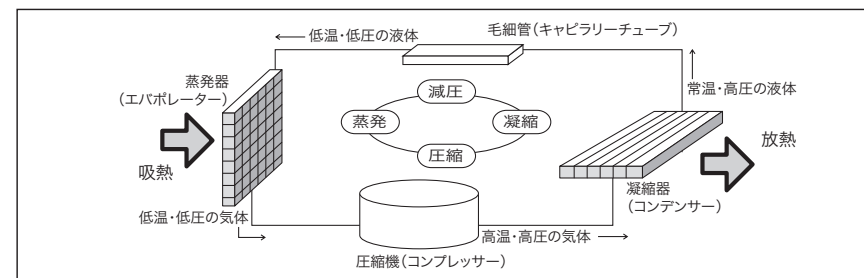 ← 低温・低圧の液体
毛細管（キャピラリーチューブ）
蒸発器
（エバポレーター）
減圧
常温・高圧の液体
蒸発
凝縮
放熱
圧縮
吸熱
凝縮器
（コンデンサー）
低温・低圧の気体
高温・高圧の気体 →
圧縮機（コンプレッサー）